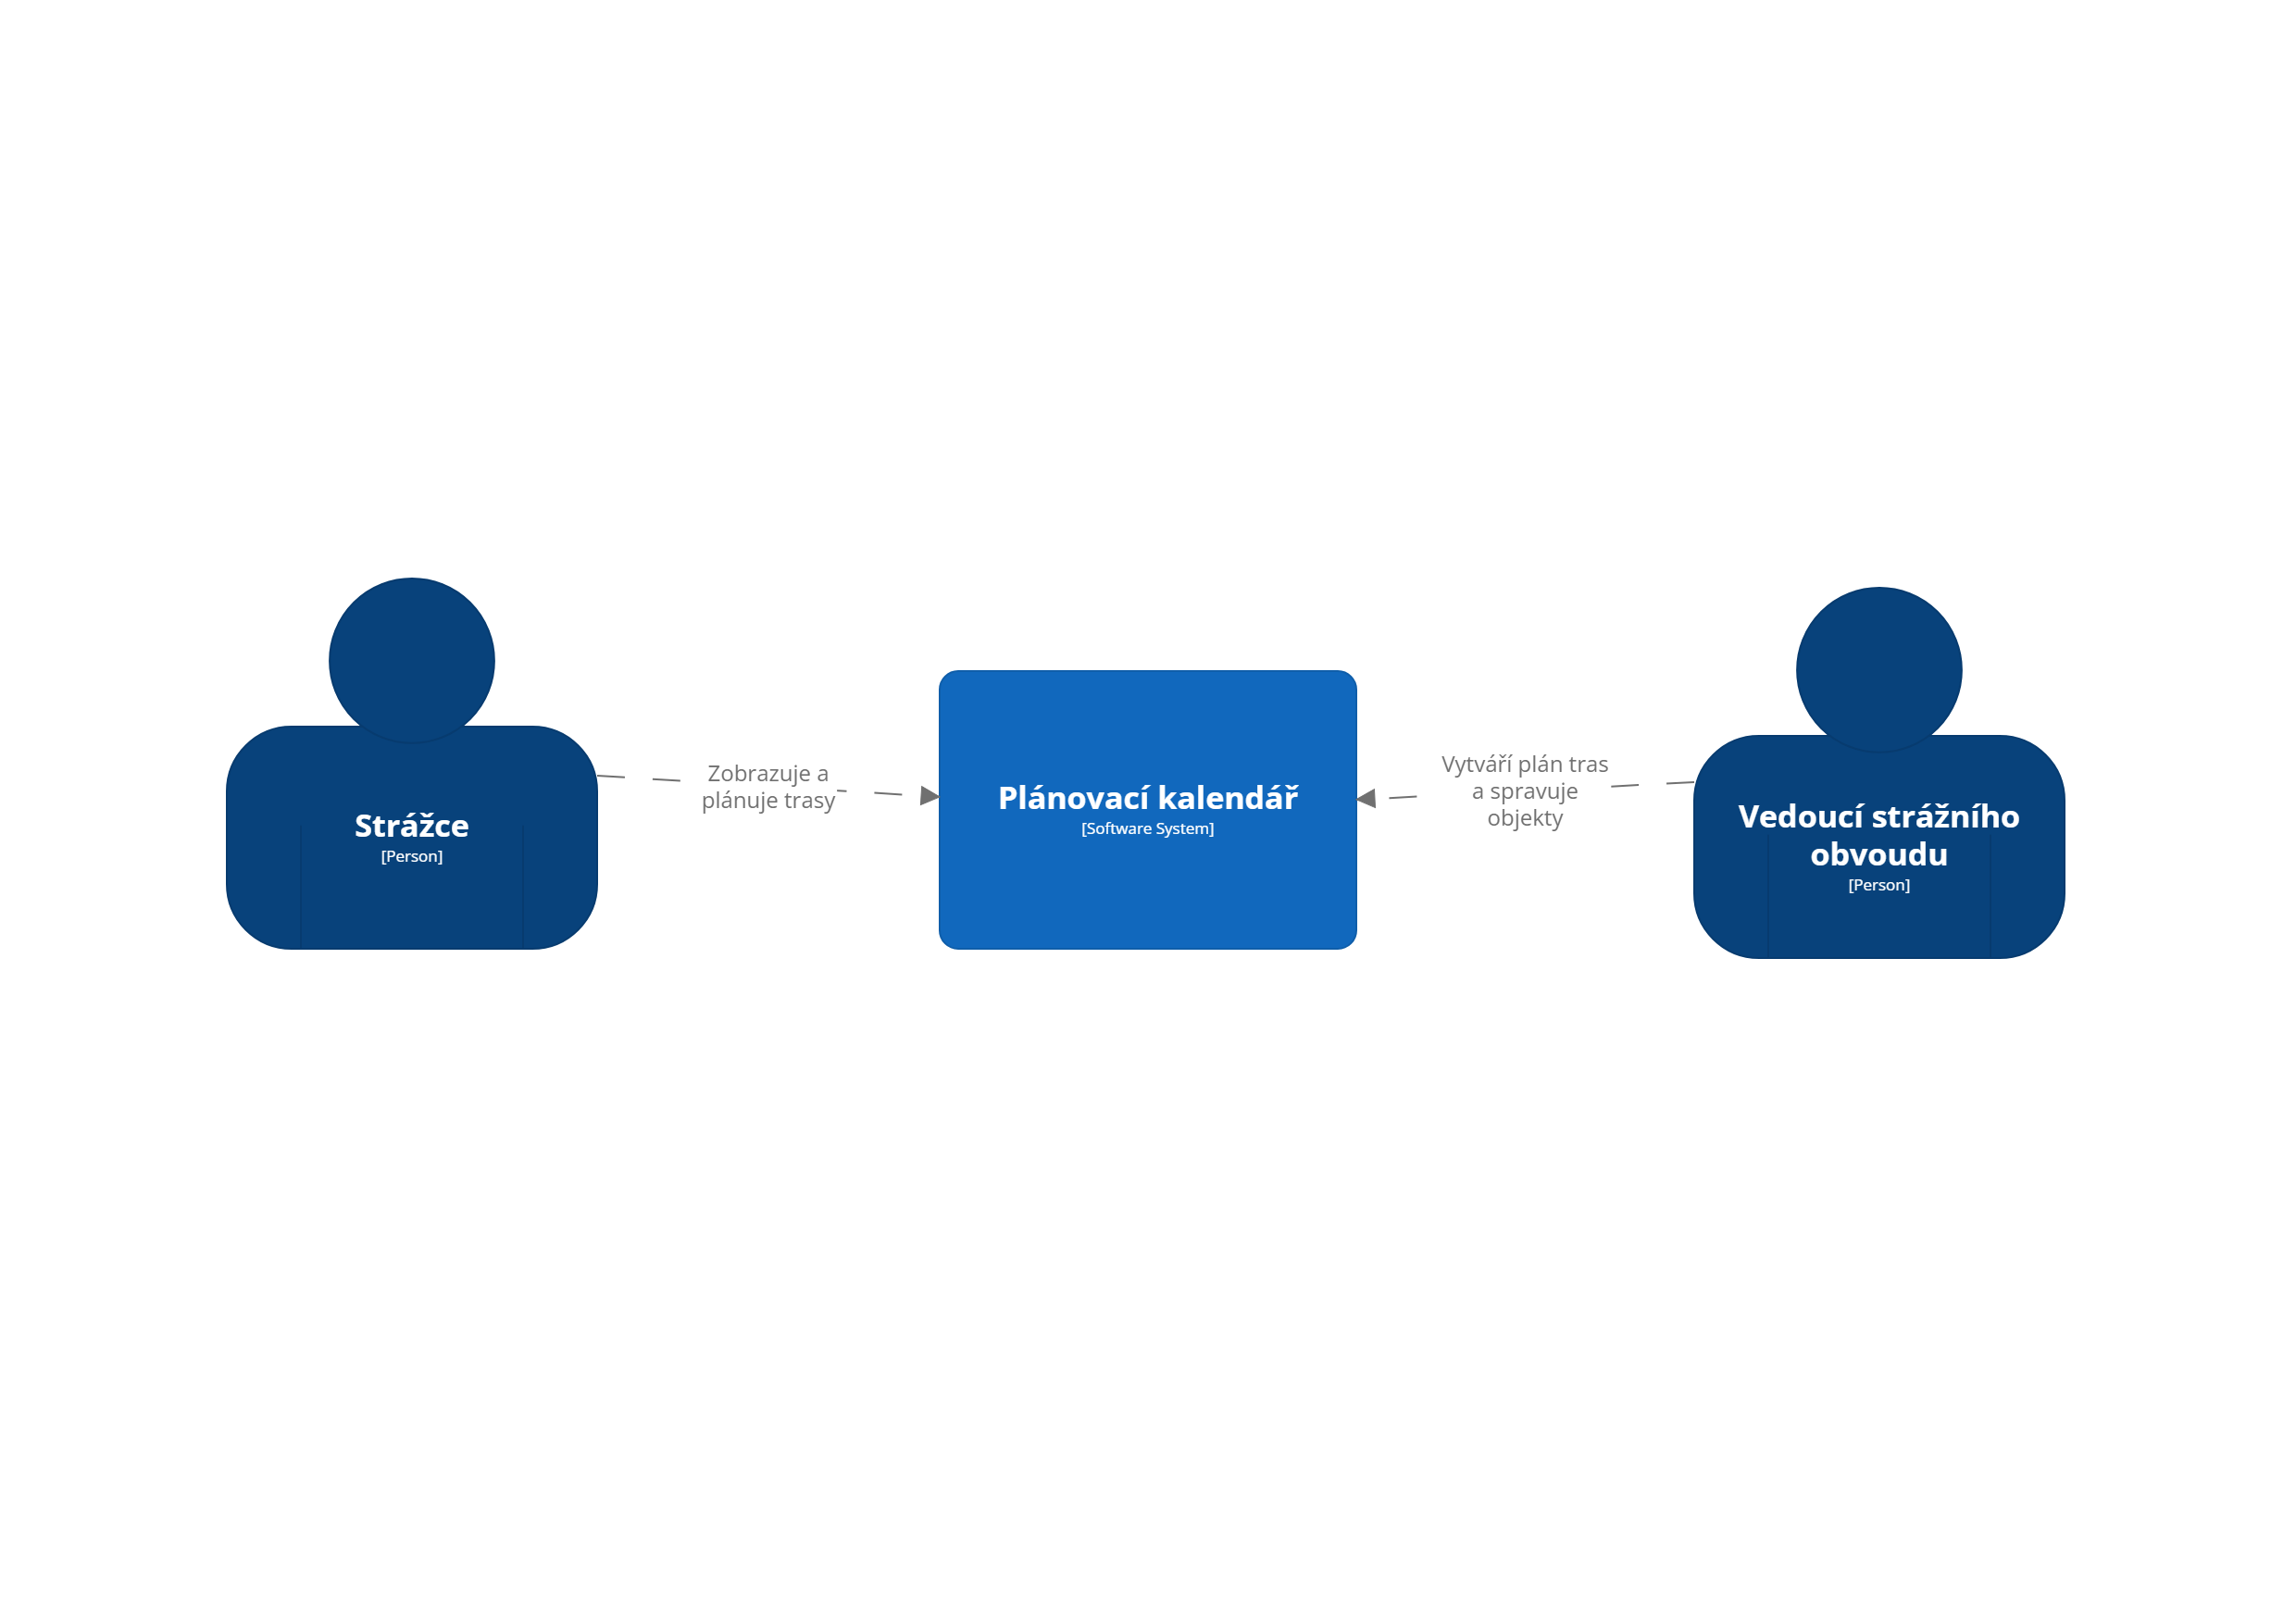 Strážce
[Person]
Zobrazuje a
plánuje trasy
Plánovací kalendář
[Software System]
Vytváří plán tras
a spravuje
objekty
Vedoucí strážního
obvoudu
[Person]